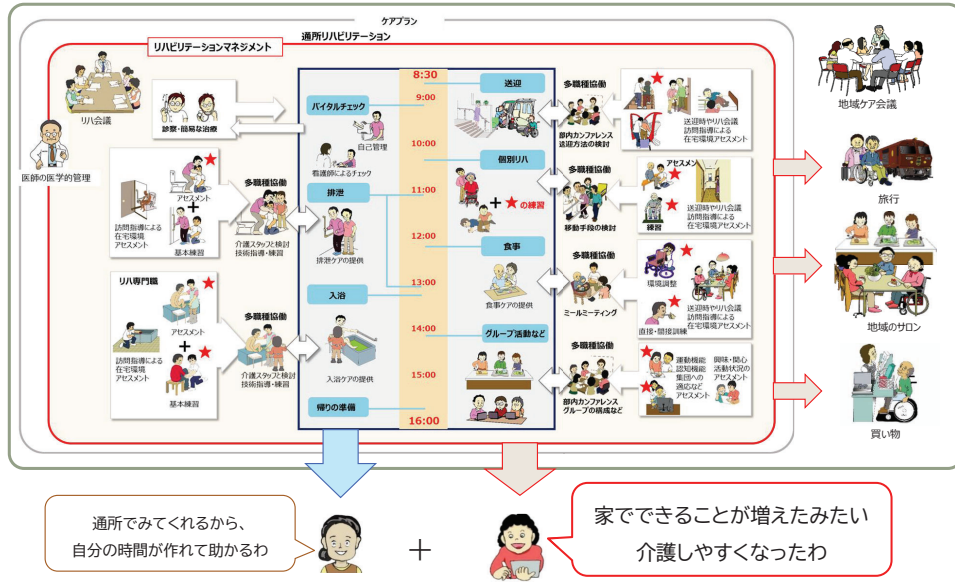 ケアプラン
通所リハビリテーション
リハビリテーションマネジメント
リハ会議
医師の医学的管理
診察・簡易な治療
8:30
9:00
10:00
11:00
12:00
13:00
14:00
15:00
16:00
バイタルチェック
自己管理
看護師によるチェック
排泄
排泄ケアの提供
入浴
入浴ケアの提供
帰りの準備
送迎
個別リハ
+ ★の練習
食事
食事ケアの提供
グループ活動など
アセスメント
+
基本練習
訪問指導による
在宅環境
アセスメント
多職種協働
介護スタッフと検討
技術指導・練習
リハ専門職
アセスメント
+
基本練習
訪問指導による
在宅環境
アセスメント
多職種協働
介護スタッフと検討
技術指導・練習
多職種協働
部内カンファレンス
送迎方法の検討
送迎時やリハ会議
訪問指導による
在宅環境アセスメント
多職種協働
移動手段の検討
アセスメン
練習
送迎時やリハ会議
訪問指導による
在宅環境
アセスメント
多職種協働
ミールミーティング
環境調整
直接・間接訓練
送迎時やリハ会議
訪問指導による
在宅環境アセスメント
多職種協働
部内カンファレンス
グループの構成など
運動機能
認知機能
集団への
適応など
アセスメント
興味・関心
活動状況の
アセスメント
地域ケア会議
旅行
地域のサロン
買い物
通所でみてくれるから、
自分の時間が作れて助かるわ
+
家でできることが増えたみたい
介護しやすくなったわ